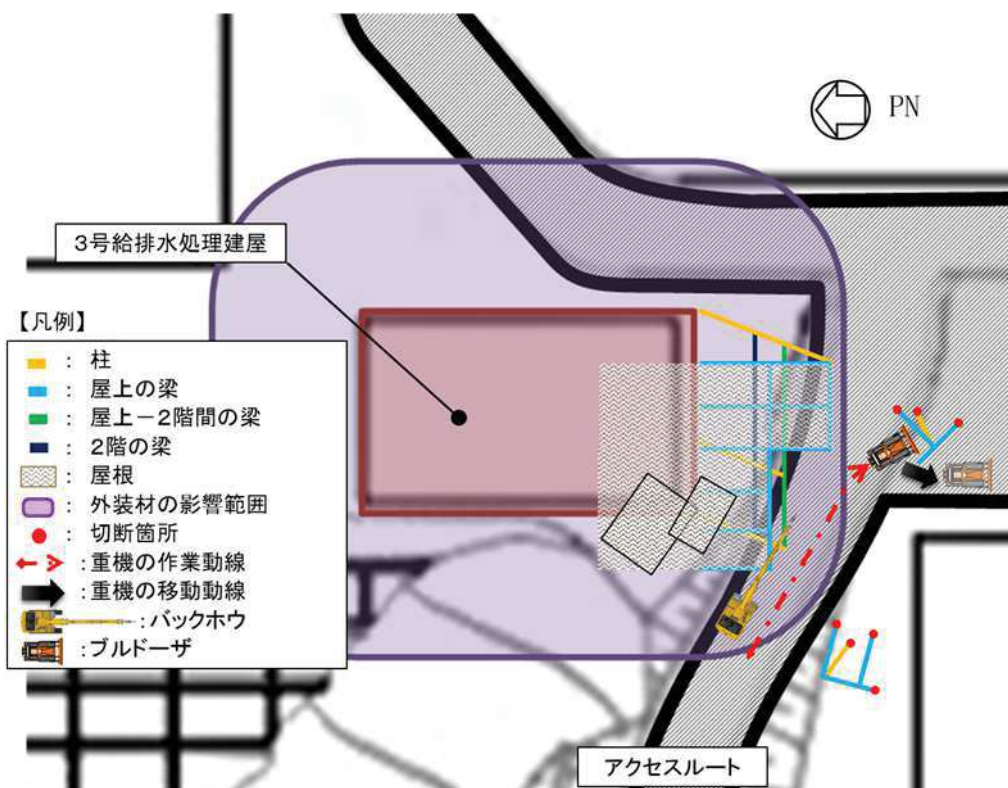 PN
3号給排水処理建屋
【凡例】
: 柱
: 屋上の梁
: 屋上－2階間の梁
: 2階の梁
: 屋根
: 外装材の影響範囲
: 切断箇所
: 重機の作業動線
: 重機の移動動線
: バックホウ
: ブルドーザ
アクセスルート